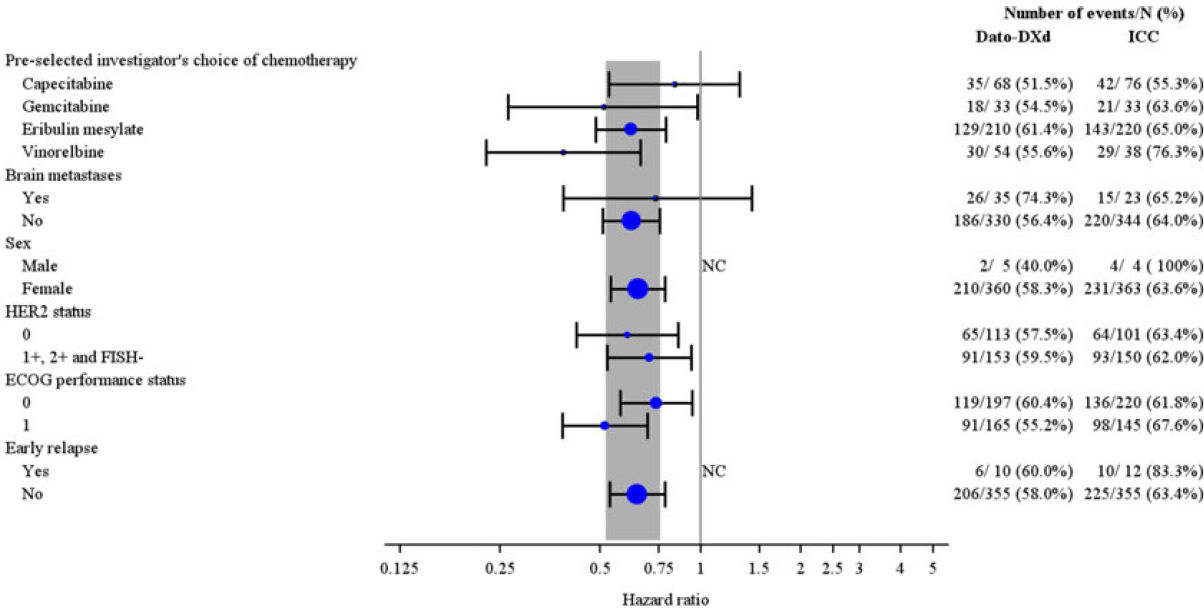 Number of events/N (%)
Dato-DXd ICC
Pre-selected investigator's choice of chemotherapy
Capecitabine 35/ 68 (51.5%) 42/ 76 (55.3%)
Gemcitabine 18/ 33 (54.5%) 21/ 33 (63.6%)
Eribulin mesylate 129/210 (61.4%) 143/220 (65.0%)
Vinorelbine 30/ 54 (55.6%) 29/ 38 (76.3%)
Brain metastases
Yes 26/ 35 (74.3%) 15/ 23 (65.2%)
No 186/330 (56.4%) 220/344 (64.0%)
Sex
Male NC 2/ 5 (40.0%) 4/ 4 ( 100%)
Female 210/360 (58.3%) 231/363 (63.6%)
HER2 status
0 65/113 (57.5%) 64/101 (63.4%)
1+, 2+ and FISH- 91/153 (59.5%) 93/150 (62.0%)
ECOG performance status
0 119/197 (60.4%) 136/220 (61.8%)
1 91/165 (55.2%) 98/145 (67.6%)
Early relapse
Yes NC 6/ 10 (60.0%) 10/ 12 (83.3%)
No 206/355 (58.0%) 225/355 (63.4%)
0.125 0.25 0.5 0.75 1 1.5 2 2.5 3 4 5
Hazard ratio